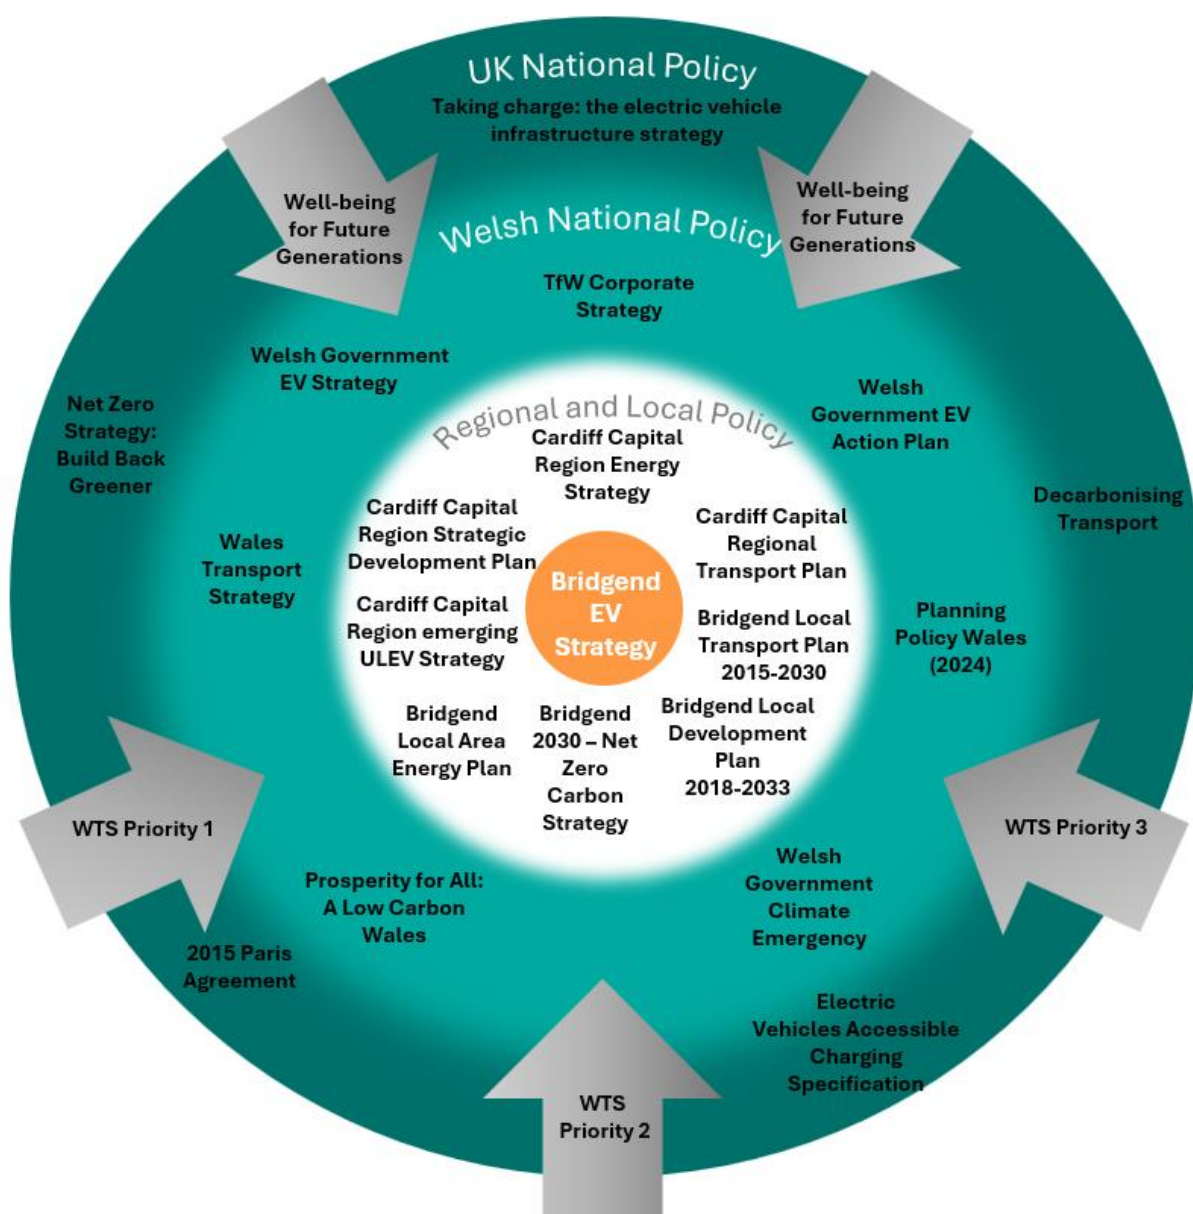 UK National Policy
Taking charge: the electric vehicle
infrastructure strategy
Well-being
for Future
Generations
Well-being
for Future
Generations
Welsh National Policy
TfW Corporate
Strategy
Welsh Government
EV Strategy
Welsh
Government EV
Action Plan
Net Zero
Strategy:
Build Back
Greener
Decarbonising
Transport
Regional and Local Policy
Cardiff Capital
Region Energy
Strategy
Cardiff Capital
Region Strategic
Development Plan
Cardiff Capital
Regional
Transport Plan
Wales
Transport
Strategy
Bridgend
EV
Strategy
Cardiff Capital
Region emerging
ULEV Strategy
Bridgend Local
Transport Plan
2015-2030
Planning
Policy Wales
(2024)
Bridgend
Local Area
Energy Plan
Bridgend
2030 – Net
Zero
Carbon
Strategy
Bridgend Local
Development
Plan
2018-2033
WTS Priority 1
WTS Priority 3
Prosperity for All:
A Low Carbon
Wales
Welsh
Government
Climate
Emergency
2015 Paris
Agreement
Electric
Vehicles Accessible
Charging
Specification
WTS
Priority 2